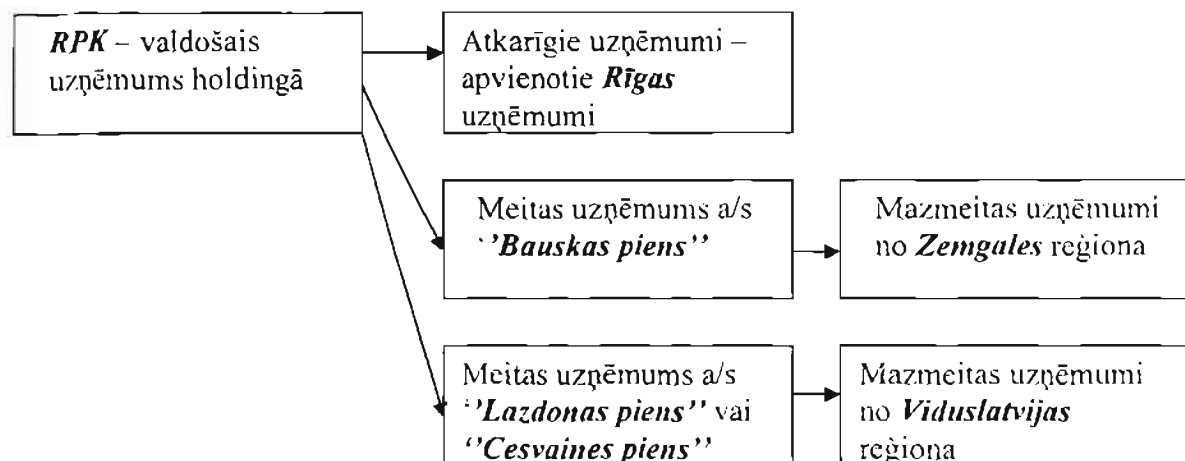 RPK – valdošais
uzņēmums holdingā
Atkarīgie uzņēmumi –
apvienotie Rīgas
uzņēmumi
Meitas uzņēmums a/s
‘’Bauskas piens’’
Mazmeitas uzņēmumi
no Zemgales reģiona
Meitas uzņēmums a/s
‘’Lazdonas piens’’ vai
‘’Cesvaines piens’’
Mazmeitas uzņēmumi
no Viduslatvijas
reģiona